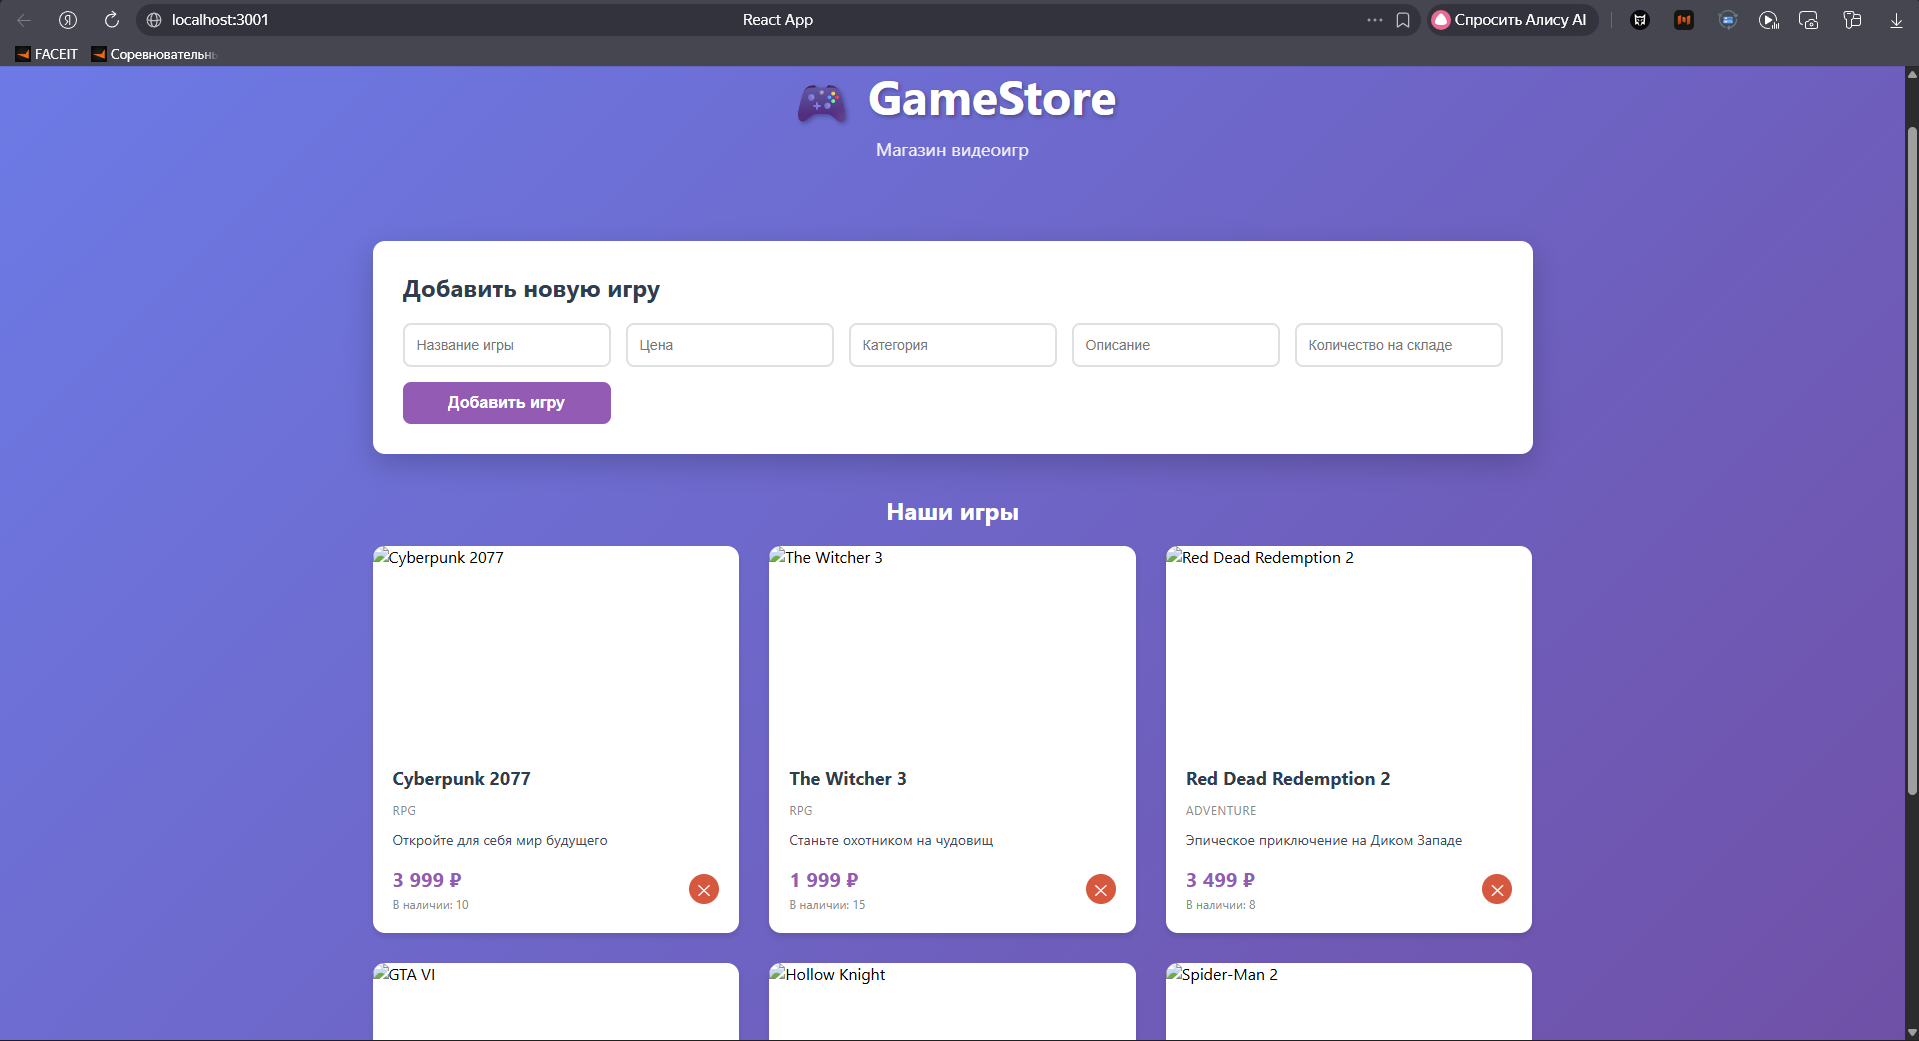 localhost:3001
React App
Спросить Алису AI
FACEIT
Соревновательн
GameStore
Магазин видеоигр
Добавить новую игру
Название игры
Цена
Категория
Описание
Количество на складе
Добавить игру
Наши игры
Cyberpunk 2077
The Witcher 3
Red Dead Redemption 2
Cyberpunk 2077
RPG
Откройте для себя мир будущего
3 999 ₽
В наличии: 10
The Witcher 3
RPG
Станьте охотником на чудовищ
1 999 ₽
В наличии: 15
Red Dead Redemption 2
ADVENTURE
Эпическое приключение на Диком Западе
3 499 ₽
В наличии: 8
GTA VI
Hollow Knight
Spider-Man 2